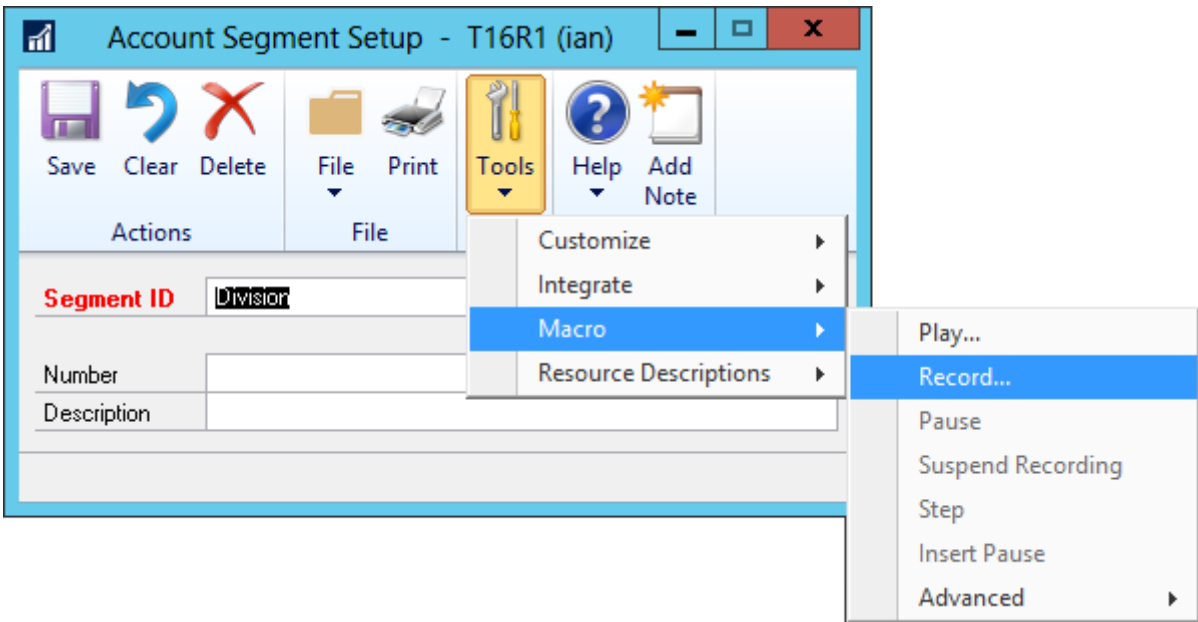 Account Segment Setup - T16R1 (ian)
Save Clear Delete File Print Tools Help Add Note
Actions File
Customize
Integrate
Macro
Resource Descriptions
Segment ID Division
Number
Description
Play...
Record...
Pause
Suspend Recording
Step
Insert Pause
Advanced